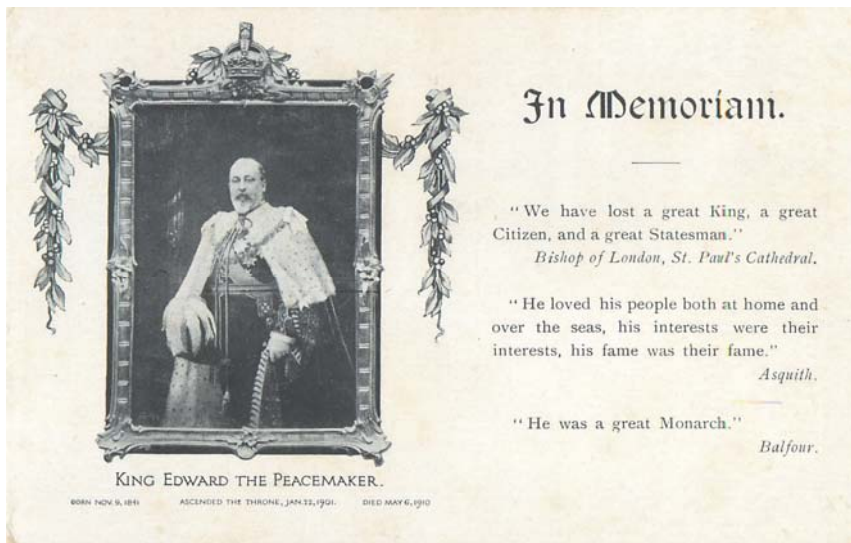 In Memoriam.
"We have lost a great King, a great
Citizen, and a great Statesman."
Bishop of London, St. Paul's Cathedral.
"He loved his people both at home and
over the seas, his interests were their
interests, his fame was their fame."
Asquith.
"He was a great Monarch."
Balfour.
KING EDWARD THE PEACEMAKER.
BORN NOV. 9, 1841 ASCENDED THE THRONE, JAN. 22, 1901. DIED MAY 6, 1910